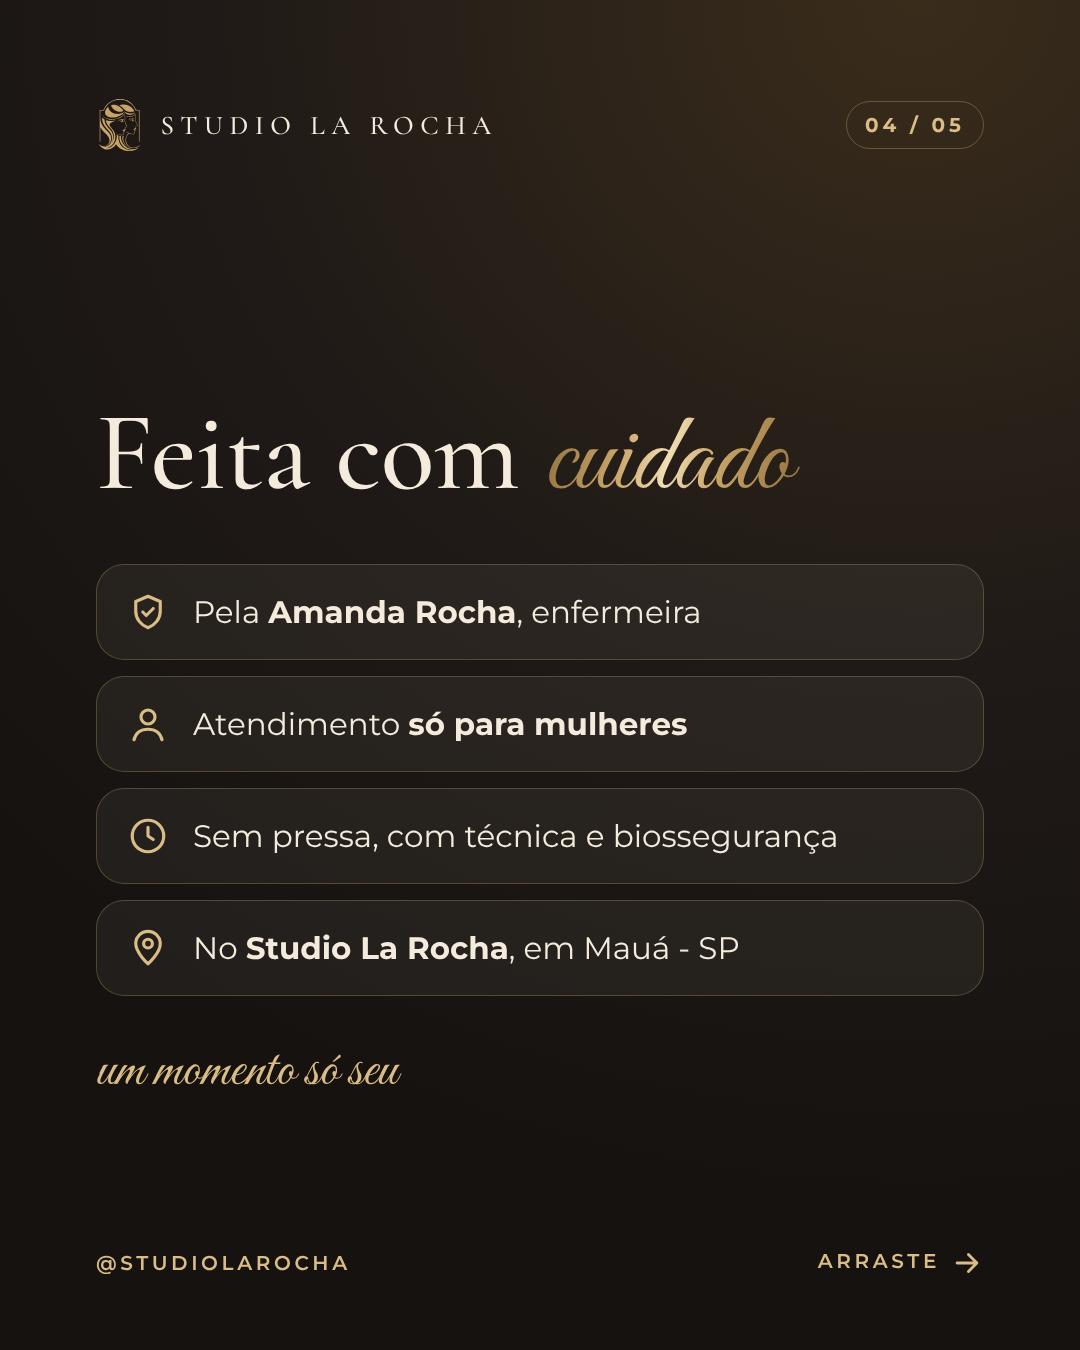 STUDIO LA ROCHA
04 / 05
Feita com cuidado
Pela Amanda Rocha, enfermeira
Atendimento só para mulheres
Sem pressa, com técnica e biossegurança
No Studio La Rocha, em Mauá - SP
um momento só seu
@STUDIOLAROCHA
ARRASTE →